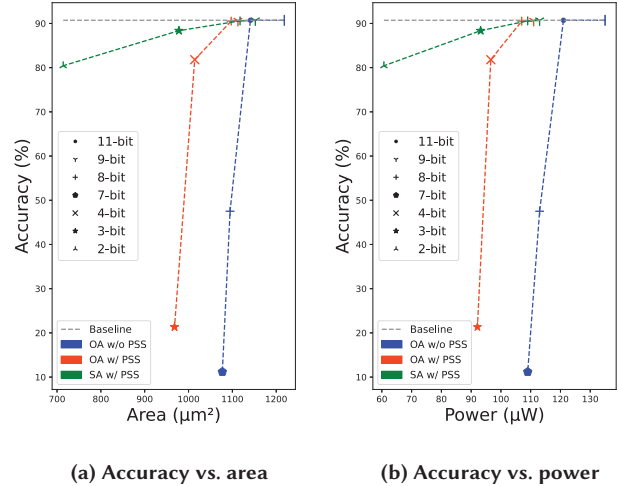 90
80
70
60
50
40
30
20
10
Accuracy (%)
11-bit
9-bit
8-bit
7-bit
4-bit
3-bit
2-bit
Baseline
OA w/o PSS
OA w/ PSS
SA w/ PSS
700 800 900 1000 1100 1200
Area (μm²)
(a) Accuracy vs. area
90
80
70
60
50
40
30
20
10
Accuracy (%)
11-bit
9-bit
8-bit
7-bit
4-bit
3-bit
2-bit
Baseline
OA w/o PSS
OA w/ PSS
SA w/ PSS
60 70 80 90 100 110 120 130
Power (μW)
(b) Accuracy vs. power